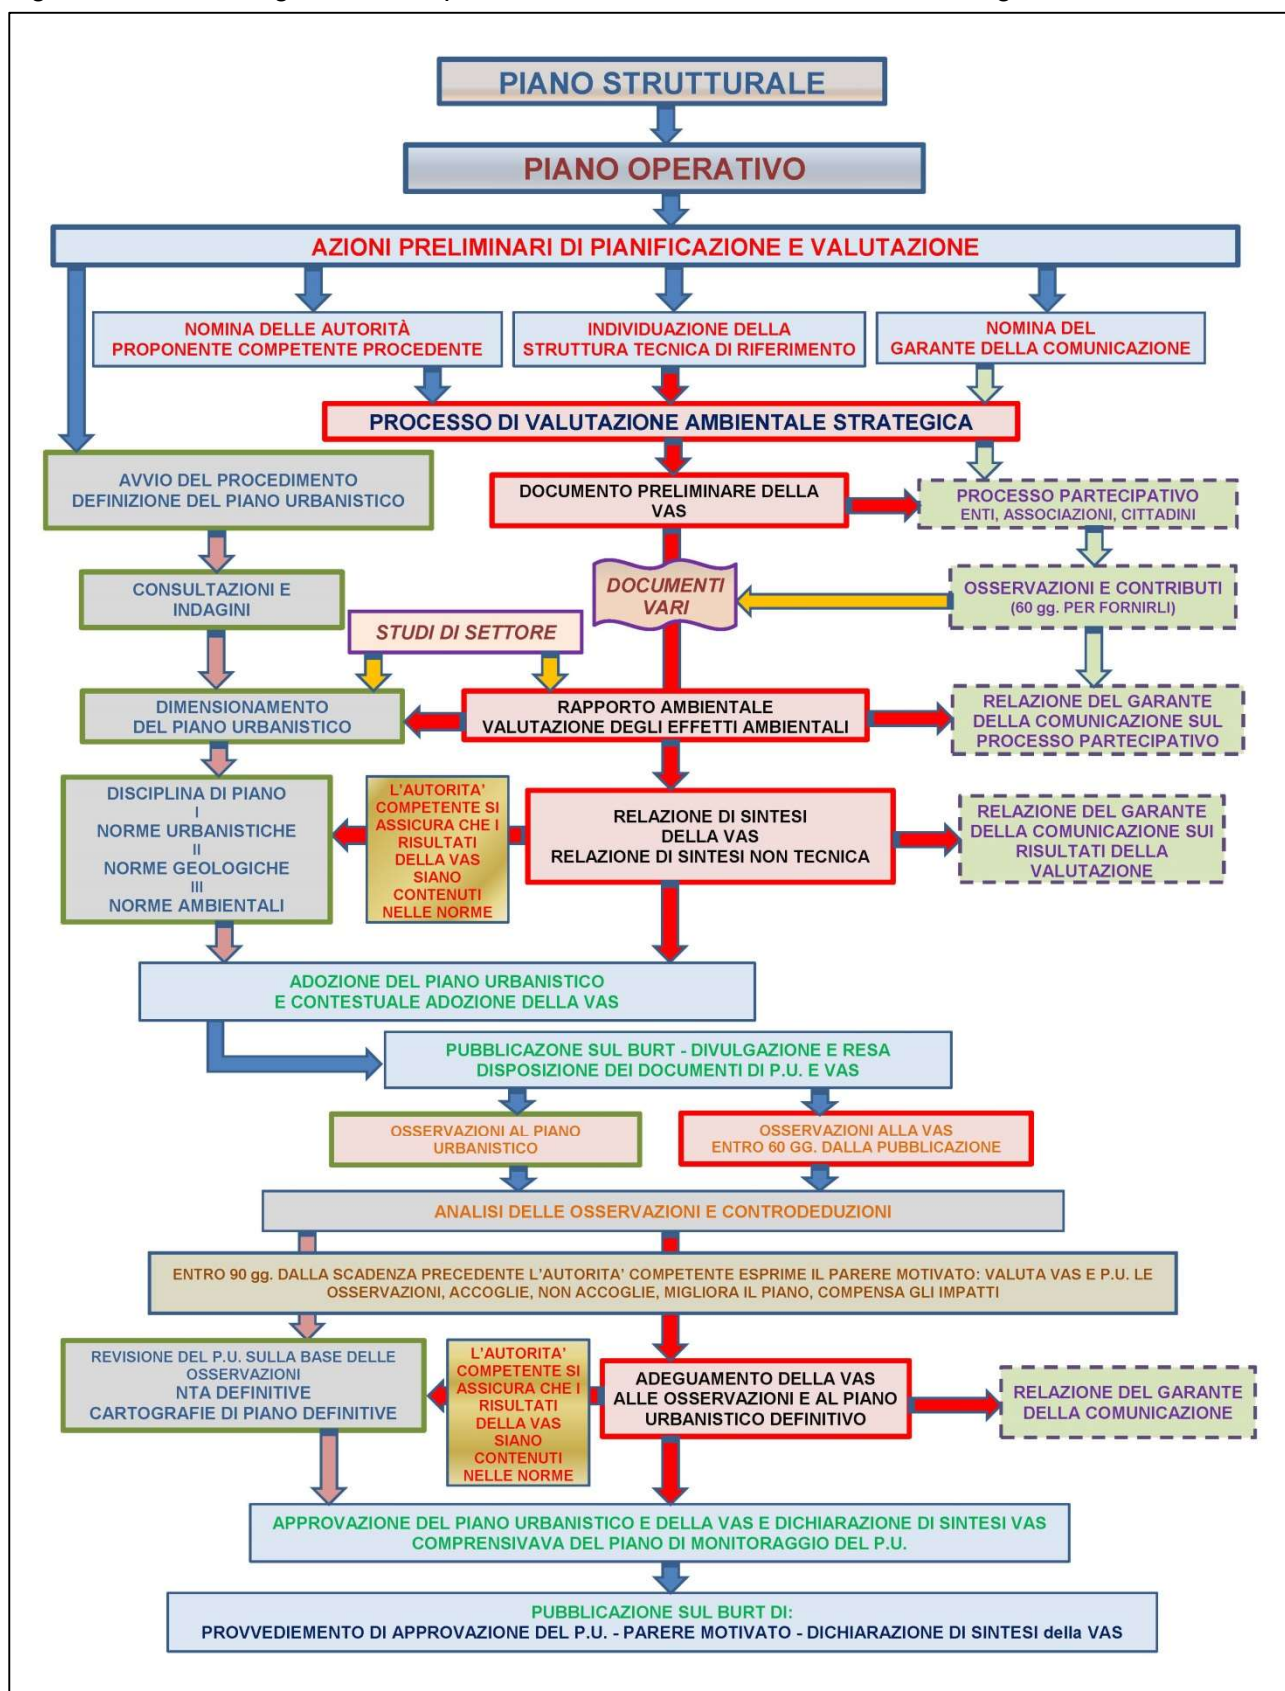 PIANO STRUTTURALE
PIANO OPERATIVO
AZIONI PRELIMINARI DI PIANIFICAZIONE E VALUTAZIONE
NOMINA DELLE AUTORITÀ
PROPONENTE COMPETENTE PROCEDENTE
INDIVIDUAZIONE DELLA
STRUTTURA TECNICA DI RIFERIMENTO
NOMINA DEL
GARANTE DELLA COMUNICAZIONE
PROCESSO DI VALUTAZIONE AMBIENTALE STRATEGICA
AVVIO DEL PROCEDIMENTO
DEFINIZIONE DEL PIANO URBANISTICO
DOCUMENTO PRELIMINARE DELLA
VAS
PROCESSO PARTECIPATIVO
ENTI, ASSOCIAZIONI, CITTADINI
CONSULTAZIONI E
INDAGINI
DOCUMENTI
VARI
OSSERVAZIONI E CONTRIBUTI
(60 gg. PER FORNIRLI)
STUDI DI SETTORE
DIMENSIONAMENTO
DEL PIANO URBANISTICO
RAPPORTO AMBIENTALE
VALUTAZIONE DEGLI EFFETTI AMBIENTALI
RELAZIONE DEL GARANTE
DELLA COMUNICAZIONE SUL
PROCESSO PARTECIPATIVO
DISCIPLINA DI PIANO
I
NORME URBANISTICHE
II
NORME GEOLOGICHE
III
NORME AMBIENTALI
L'AUTORITA'
COMPETENTE SI
ASSICURA CHE I
RISULTATI
DELLA VAS
SIANO
CONTENUTI
NELLE NORME
RELAZIONE DI SINTESI
DELLA VAS
RELAZIONE DI SINTESI NON TECNICA
RELAZIONE DEL GARANTE
DELLA COMUNICAZIONE SUI
RISULTATI DELLA
VALUTAZIONE
ADOZIONE DEL PIANO URBANISTICO
E CONTESTUALE ADOZIONE DELLA VAS
PUBBLICAZONE SUL BURT - DIVULGAZIONE E RESA
DISPOSIZIONE DEI DOCUMENTI DI P.U. E VAS
OSSERVAZIONI AL PIANO
URBANISTICO
OSSERVAZIONI ALLA VAS
ENTRO 60 GG. DALLA PUBBLICAZIONE
ANALISI DELLE OSSERVAZIONI E CONTRODEDUZIONI
ENTRO 90 gg. DALLA SCADENZA PRECEDENTE L'AUTORITA' COMPETENTE ESPRIME IL PARERE MOTIVATO: VALUTA VAS E P.U. LE
OSSERVAZIONI, ACCOGLIE, NON ACCOGLIE, MIGLIORA IL PIANO, COMPENSA GLI IMPATTI
REVISIONE DEL P.U. SULLA BASE DELLE
OSSERVAZIONI
NTA DEFINITIVE
CARTOGRAFIE DI PIANO DEFINITIVE
L'AUTORITA'
COMPETENTE SI
ASSICURA CHE I
RISULTATI
DELLA VAS
SIANO
CONTENUTI
NELLE NORME
ADEGUAMENTO DELLA VAS
ALLE OSSERVAZIONI E AL PIANO
URBANISTICO DEFINITIVO
RELAZIONE DEL GARANTE
DELLA COMUNICAZIONE
APPROVAZIONE DEL PIANO URBANISTICO E DELLA VAS E DICHIARAZIONE DI SINTESI VAS
COMPRENSIVAVA DEL PIANO DI MONITORAGGIO DEL P.U.
PUBBLICAZIONE SUL BURT DI:
PROVVEDIEMENTO DI APPROVAZIONE DEL P.U. - PARERE MOTIVATO - DICHIARAZIONE DI SINTESI della VAS